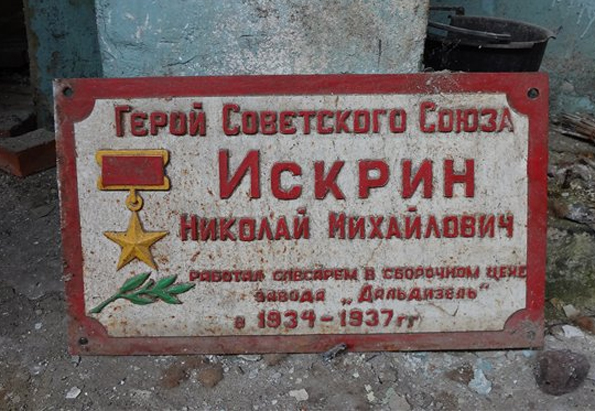 Герой Советского Союза
Искрин
Николай Михайлович
работал слесарем в сборочном цехе
завода „Дальдизель"
в 1934-1937 гг